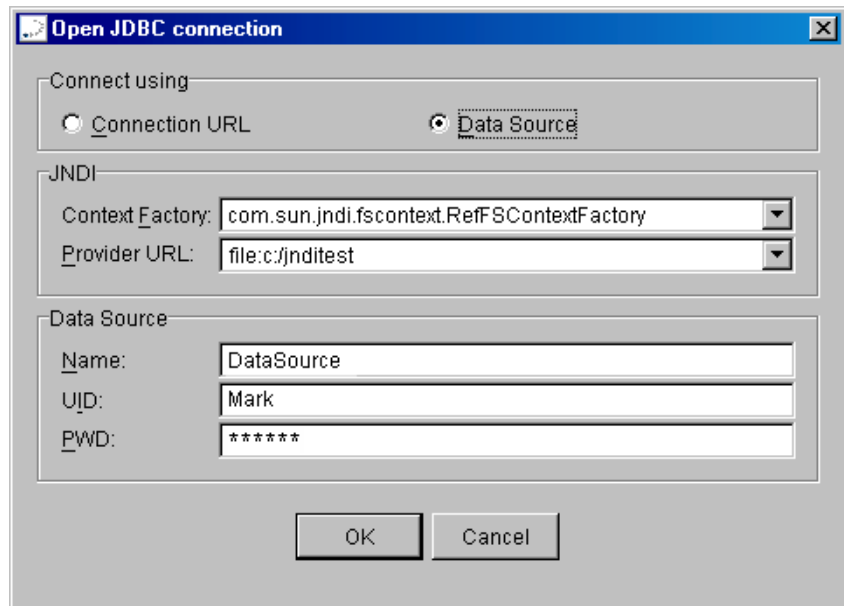 Open JDBC connection
Connect using
Connection URL
Data Source
JNDI
Context Factory: com.sun.jndi.fscontext.RefFSContextFactory
Provider URL: file:c:/jnditest
Data Source
Name: DataSource
UID: Mark
PWD: ******
OK
Cancel